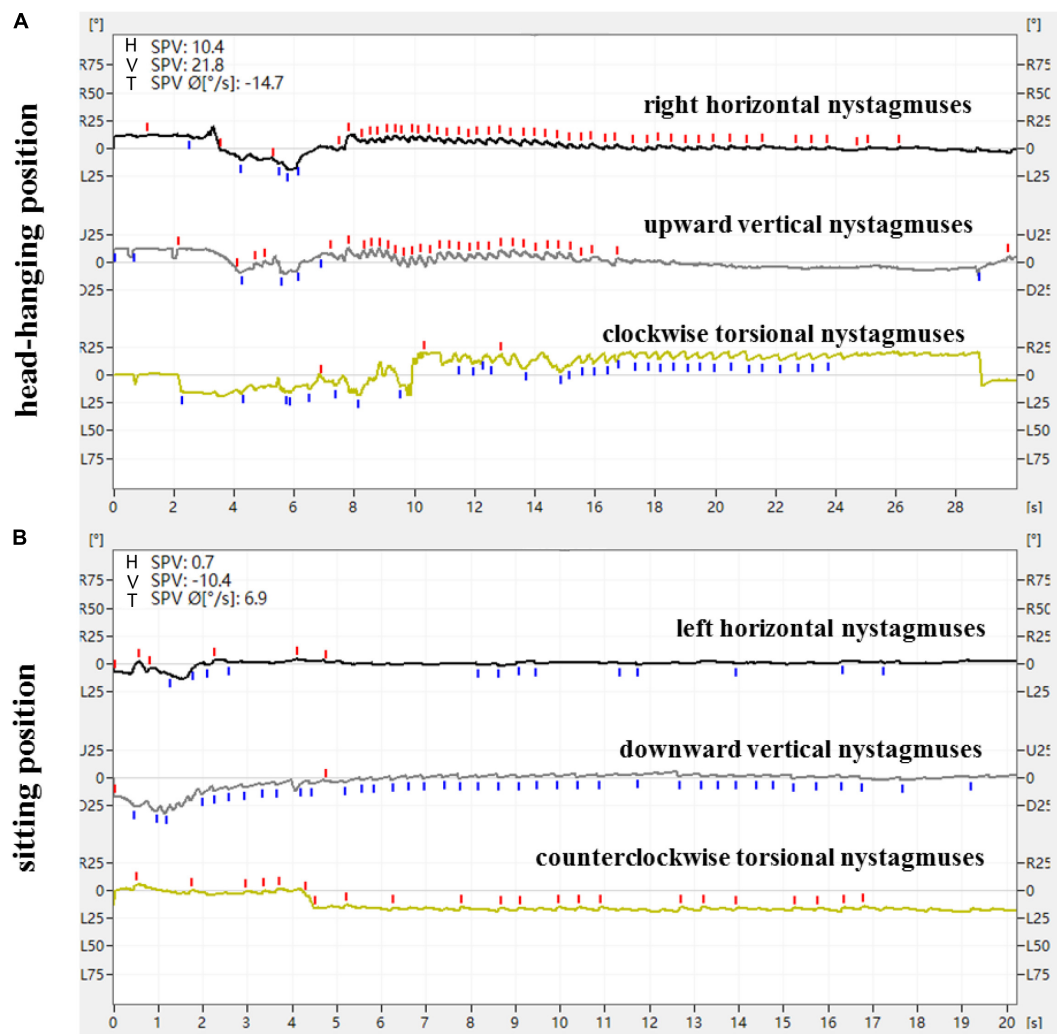 A
[°]
[°]
H SPV: 10.4
V SPV: 21.8
T SPV Ø[°/s]: -14.7
R75
R50
R25
0
L25
R75
R50
R25
0
L25
right horizontal nystagmuses
U25
0
D25
U25
0
D25
upward vertical nystagmuses
R25
0
L25
L50
L75
R25
0
L25
L50
L75
clockwise torsional nystagmuses
head-hanging position
0 2 4 6 8 10 12 14 16 18 20 22 24 26 28 [s]
B
[°]
[°]
H SPV: 0.7
V SPV: -10.4
T SPV Ø[°/s]: 6.9
R75
R50
R25
0
L25
R75
R50
R25
0
L25
left horizontal nystagmuses
U25
0
D25
U25
0
D25
downward vertical nystagmuses
R25
0
L25
L50
L75
R25
0
L25
L50
L75
counterclockwise torsional nystagmuses
sitting position
0 1 2 3 4 5 6 7 8 9 10 11 12 13 14 15 16 17 18 19 20 [s]